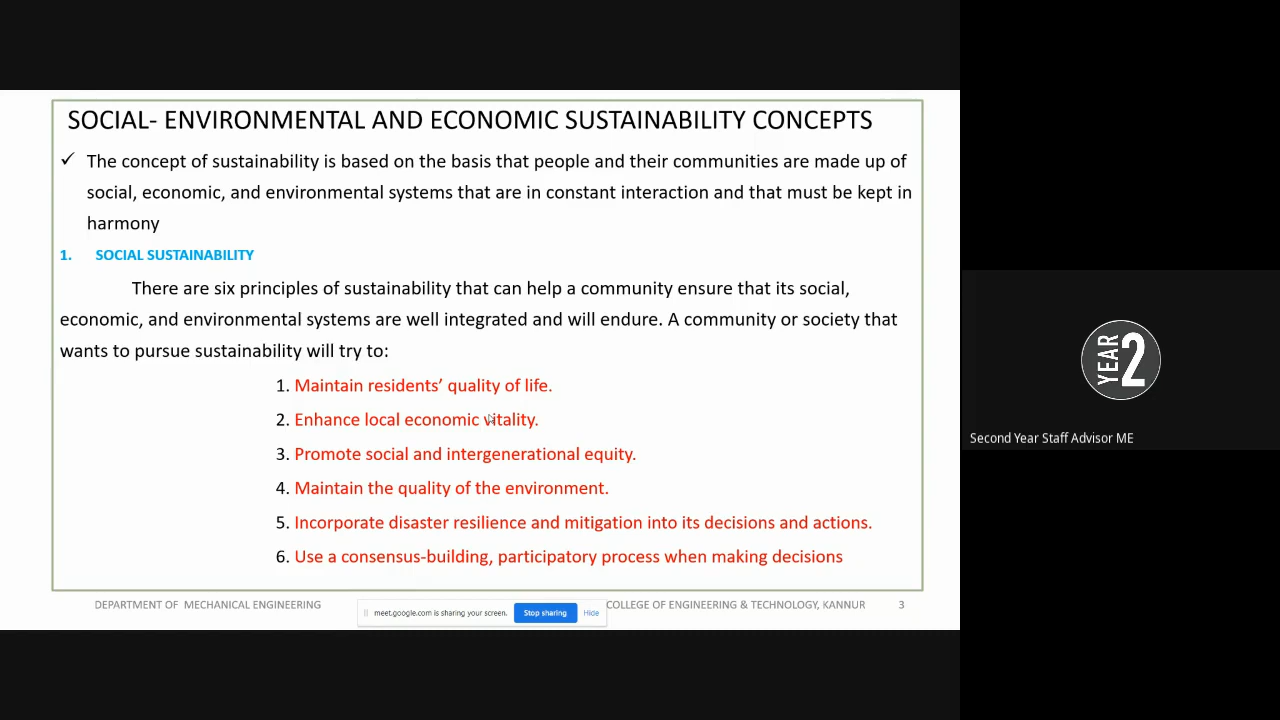 SOCIAL- ENVIRONMENTAL AND ECONOMIC SUSTAINABILITY CONCEPTS
✓ The concept of sustainability is based on the basis that people and their communities are made up of
social, economic, and environmental systems that are in constant interaction and that must be kept in
harmony
1. SOCIAL SUSTAINABILITY
There are six principles of sustainability that can help a community ensure that its social,
economic, and environmental systems are well integrated and will endure. A community or society that
wants to pursue sustainability will try to:
1. Maintain residents’ quality of life.
2. Enhance local economic vitality.
3. Promote social and intergenerational equity.
4. Maintain the quality of the environment.
5. Incorporate disaster resilience and mitigation into its decisions and actions.
6. Use a consensus-building, participatory process when making decisions
DEPARTMENT OF MECHANICAL ENGINEERING
meet.google.com is sharing your screen. Stop sharing Hide
COLLEGE OF ENGINEERING & TECHNOLOGY, KANNUR 3
YEAR 2
Second Year Staff Advisor ME